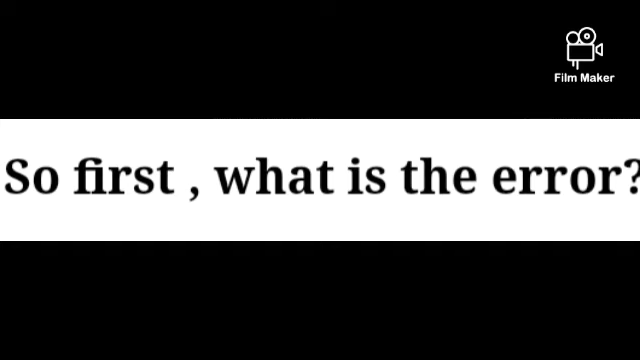 Film Maker
So first , what is the error?